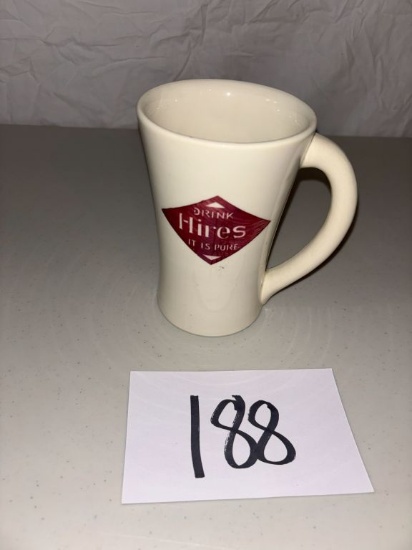 DRINK
Hires
IT IS PURE
188